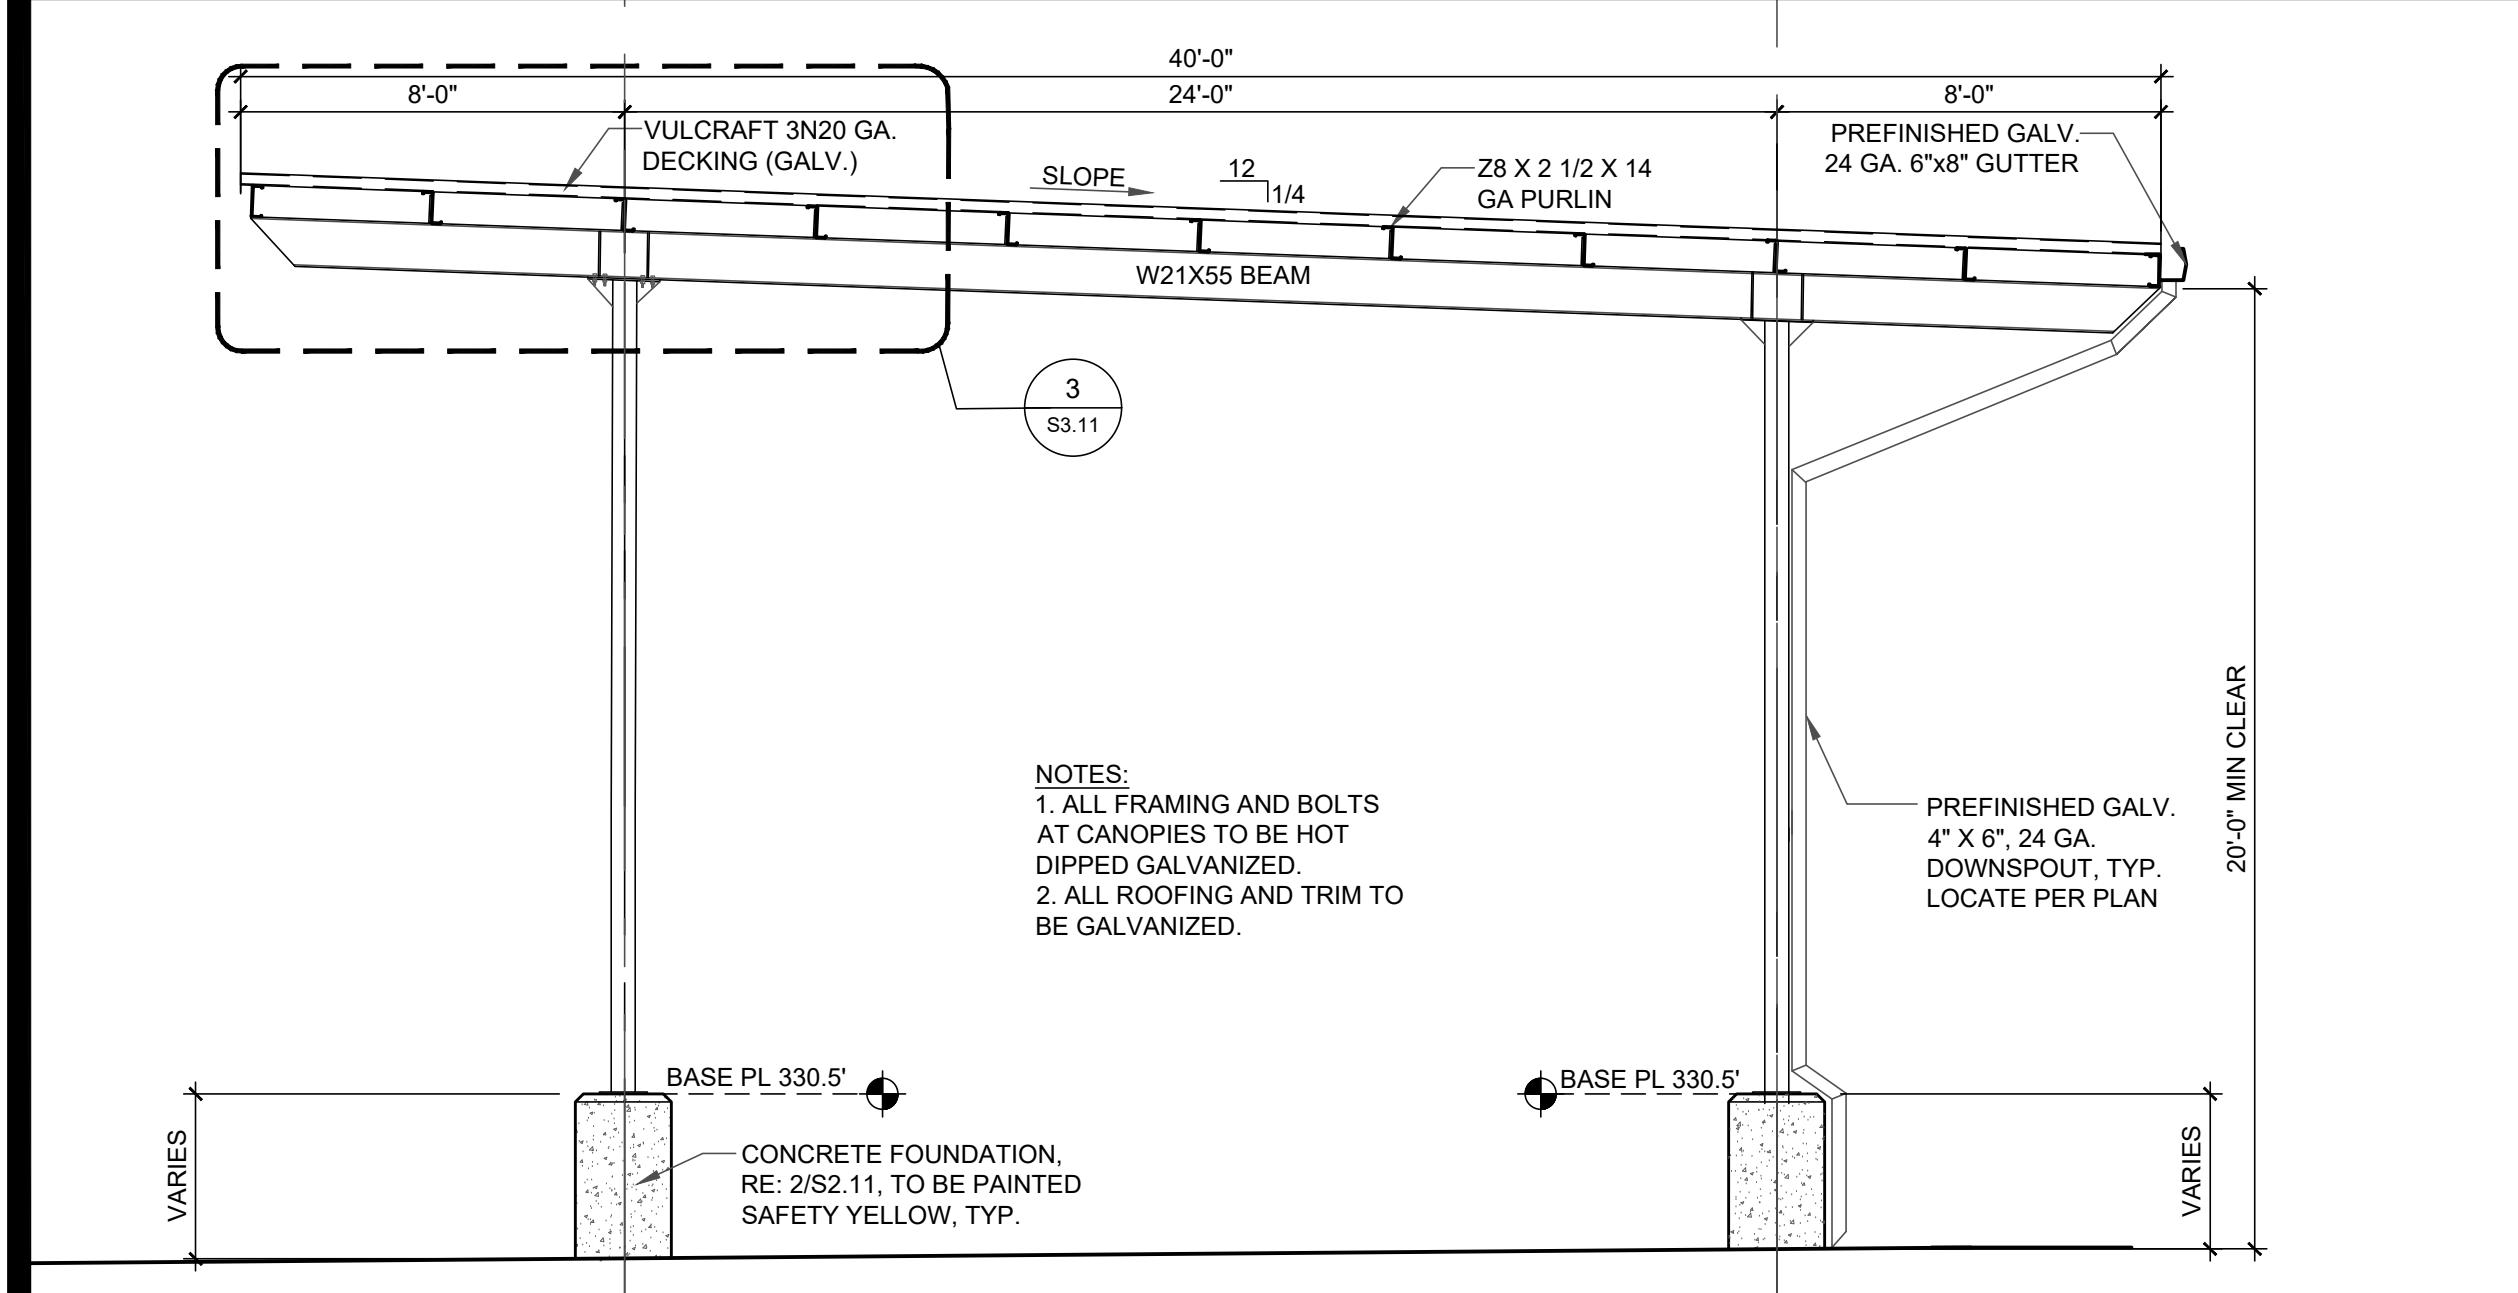 40'-0"
8'-0"
24'-0"
8'-0"
VULCRAFT 3N20 GA.
DECKING (GALV.)
SLOPE
12
1/4
Z8 X 2 1/2 X 14
GA PURLIN
PREFINISHED GALV.
24 GA. 6"x8" GUTTER
W21X55 BEAM
3
S3.11
20'-0" MIN CLEAR
NOTES:
1. ALL FRAMING AND BOLTS
AT CANOPIES TO BE HOT
DIPPED GALVANIZED.
2. ALL ROOFING AND TRIM TO
BE GALVANIZED.
PREFINISHED GALV.
4" X 6", 24 GA.
DOWNSPOUT, TYP.
LOCATE PER PLAN
BASE PL 330.5'
BASE PL 330.5'
VARIES
CONCRETE FOUNDATION,
RE: 2/S2.11, TO BE PAINTED
SAFETY YELLOW, TYP.
VARIES